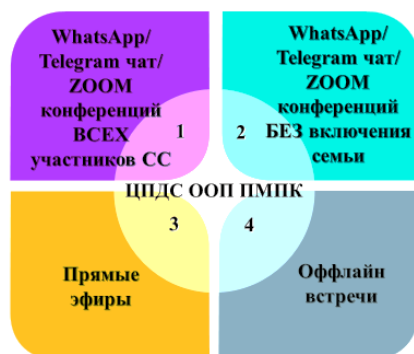 WhatsApp/
Telegram чат/
ZOOM
конференций
ВСЕХ
участников СС
1
WhatsApp/
Telegram чат/
ZOOM
конференций
БЕЗ включения
семьи
2
ЦПДС ООП ПМПК
3
Прямые
эфиры
4
Оффлайн
встречи